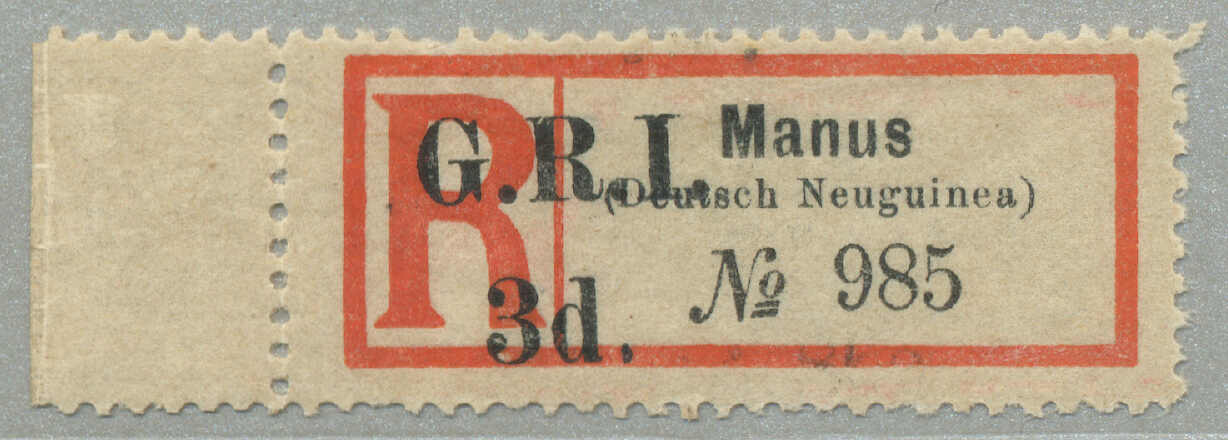 R
G.R.I.
Manus
(Deutsch Neuguinea)
№ 985
3d.